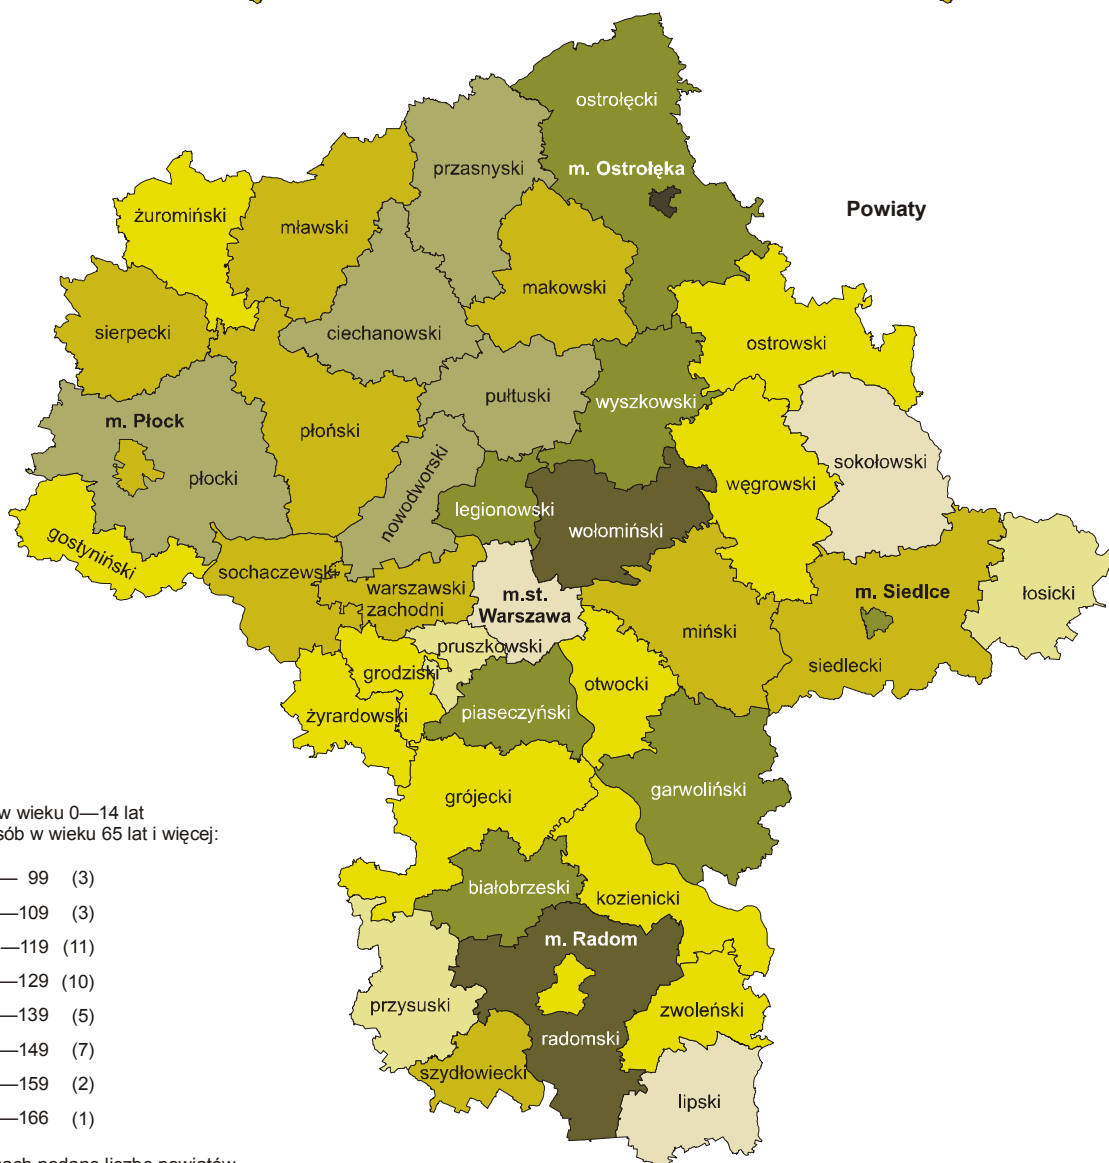 ostrołęcki
przasnyski
m. Ostrołęka
Powiaty
żuromiński
mławski
makowski
sierpecki
ciechanowski
ostrowski
pułtuski
wyszkowski
m. Płock
płoński
sokołowski
płocki
nowodworski
węgrowski
legionowski
wołomiński
gostyniński
sochaczewski
warszawski
zachodni
m.st.
Warszawa
m. Siedlce
łosicki
miński
pruszkowski
siedlecki
grodziski
otwocki
żyrardowski
piaseczyński
garwoliński
grójecki
w wieku 0—14 lat
sób w wieku 65 lat i więcej:
— 99 (3)
—109 (3)
—119 (11)
—129 (10)
—139 (5)
—149 (7)
—159 (2)
—166 (1)
białobrzeski
kozienicki
m. Radom
przysuski
zwoleński
radomski
szydłowiecki
lipski